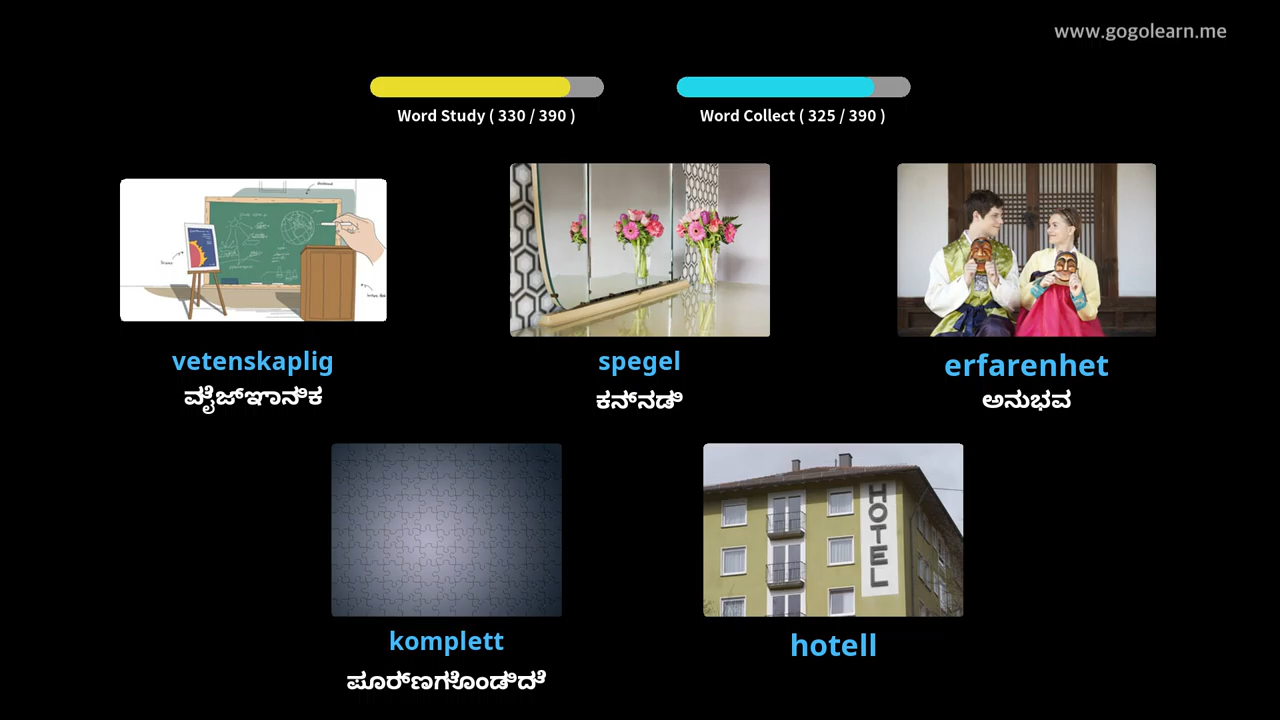 www.gogolearn.me
Word Study ( 330 / 390 )
Word Collect ( 325 / 390 )
vetenskaplig
ವೈಜ್ಞಾನಿಕ
spegel
ಕನ್ನಡಿ
erfarenhet
ಅನುಭವ
HOTEL
komplett
ಪೂರ್ಣಗೊಂಡಿದೆ
hotell